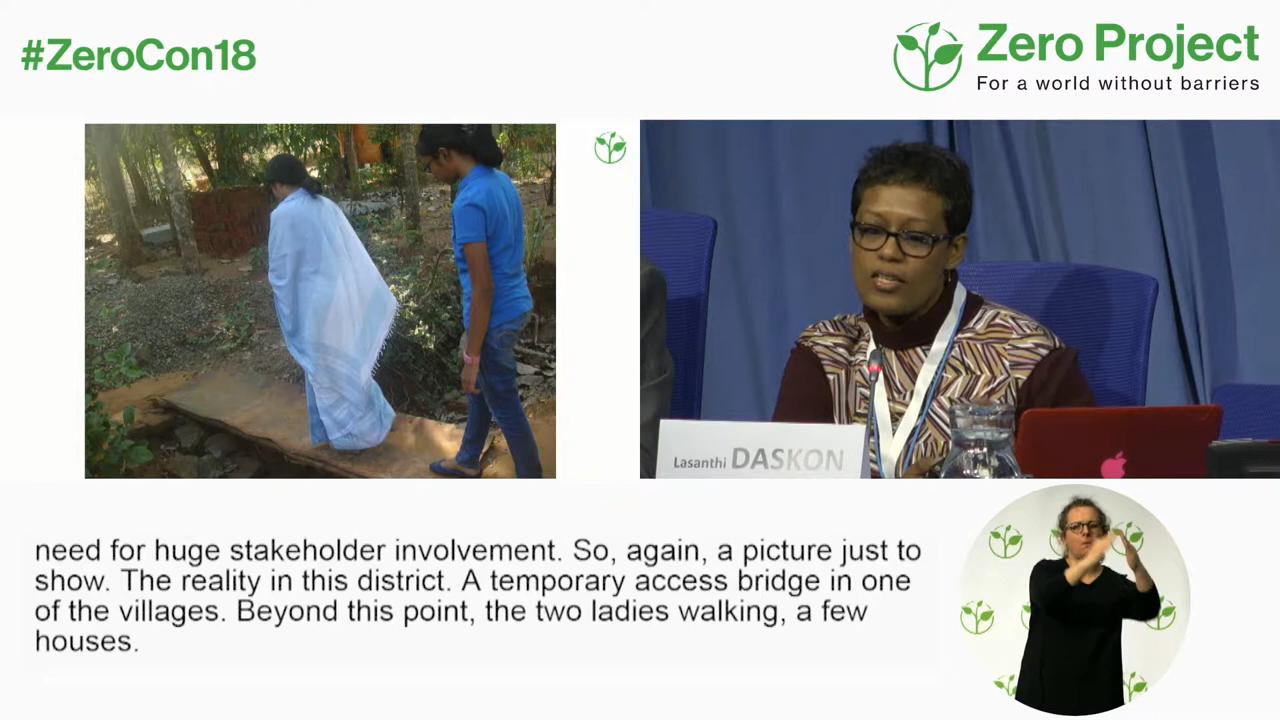 #ZeroCon18
Zero Project
For a world without barriers
Lasanthi DASKON
need for huge stakeholder involvement. So, again, a picture just to
show. The reality in this district. A temporary access bridge in one
of the villages. Beyond this point, the two ladies walking, a few
houses.